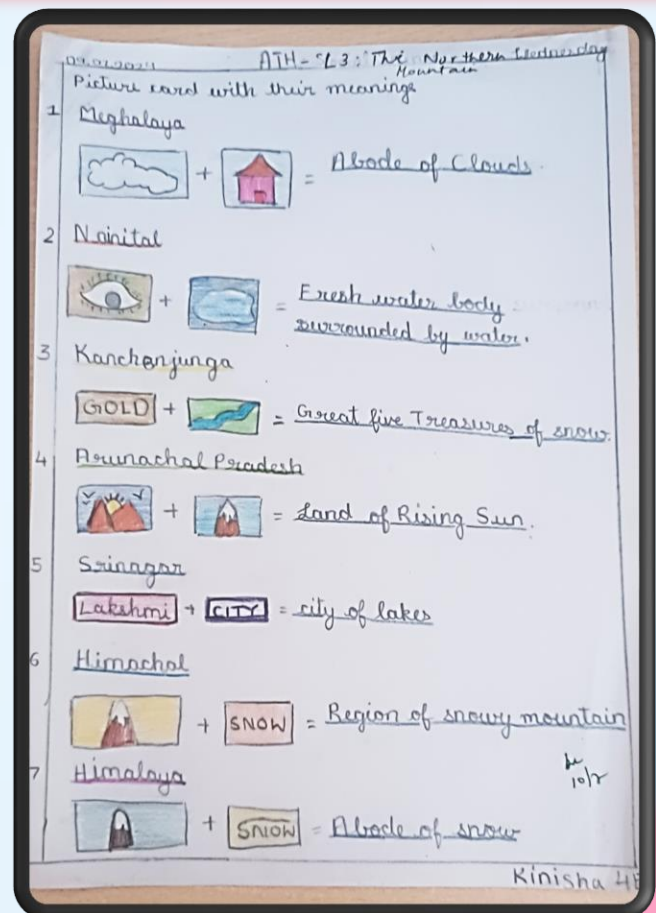 ATH - L3: The Northern Wednesday
Mountain
Picture card with their meanings
1 Meghalaya
+ = Abode of Clouds.
2 Nainital
+ = Fresh water body
surrounded by water.
3 Kanchenjunga
GOLD + = Great five Treasures of snow.
4 Arunachal Pradesh
+ = Land of Rising Sun.
5 Srinagar
Lakshmi + CITY = city of lakes
6 Himachal
+ SNOW = Region of snowy mountain
7 Himalaya
10/2
+ SNOW = Abode of snow
Kinisha 4E